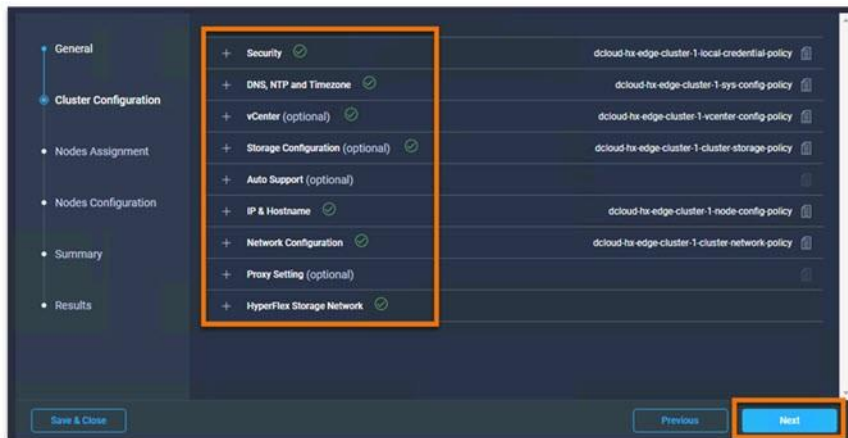 General
Cluster Configuration
Nodes Assignment
Nodes Configuration
Summary
Results
+ Security dcloud-hx-edge-cluster-1-local-credential-policy
+ DNS, NTP and Timezone dcloud-hx-edge-cluster-1-sys-config-policy
+ vCenter (optional) dcloud-hx-edge-cluster-1-vcenter-config-policy
+ Storage Configuration (optional) dcloud-hx-edge-cluster-1-cluster-storage-policy
+ Auto Support (optional)
+ IP & Hostname dcloud-hx-edge-cluster-1-node-config-policy
+ Network Configuration dcloud-hx-edge-cluster-1-cluster-network-policy
+ Proxy Setting (optional)
+ HyperFlex Storage Network
Save & Close Previous Next